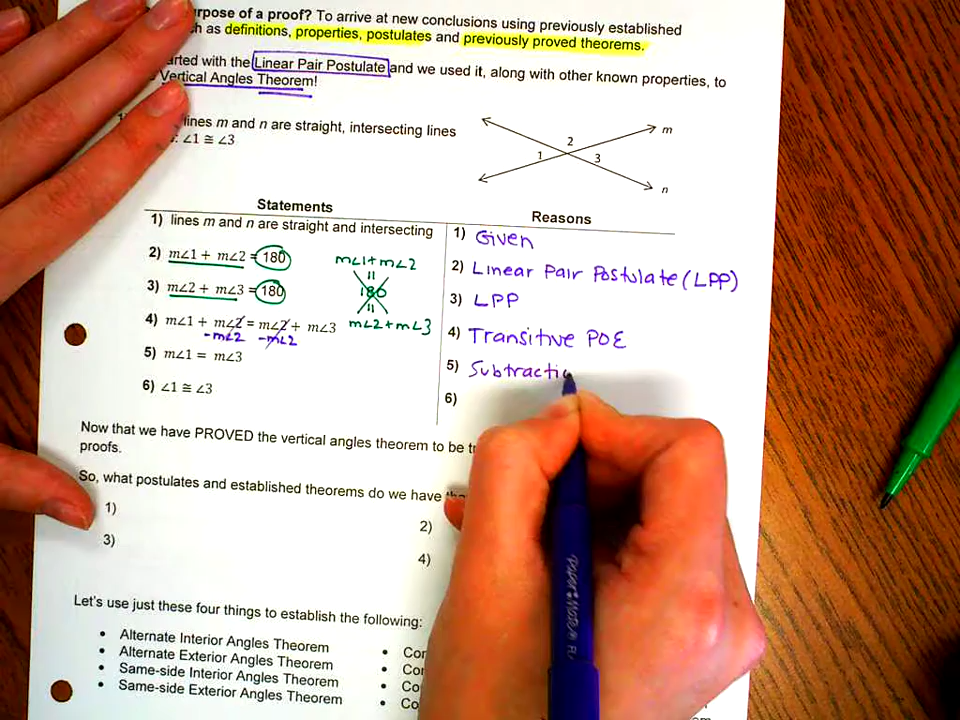 purpose of a proof? To arrive at new conclusions using previously established
as definitions, properties, postulates and previously proved theorems.
started with the Linear Pair Postulate and we used it, along with other known properties, to
Vertical Angles Theorem!
lines m and n are straight, intersecting lines
∠1 ≅ ∠3
m
n
1
2
3
Statements
Reasons
1) lines m and n are straight and intersecting
1) Given
2) m∠1 + m∠2 = 180
2) Linear Pair Postulate (LPP)
3) m∠2 + m∠3 = 180
3) LPP
m∠1+m∠2
=
180
=
m∠2+m∠3
4) m∠1 + m∠2 = m∠2 + m∠3
-m∠2 -m∠2
4) Transitive POE
5) m∠1 = m∠3
5) Subtractio
6) ∠1 ≅ ∠3
6)
Now that we have PROVED the vertical angles theorem to be
proofs.
So, what postulates and established theorems do we have
1)
2)
3)
4)
Let's use just these four things to establish the following:
• Alternate Interior Angles Theorem
• Alternate Exterior Angles Theorem
• Same-side Interior Angles Theorem
• Same-side Exterior Angles Theorem
• Co
• Co
• Co
• Co
Paper Mate